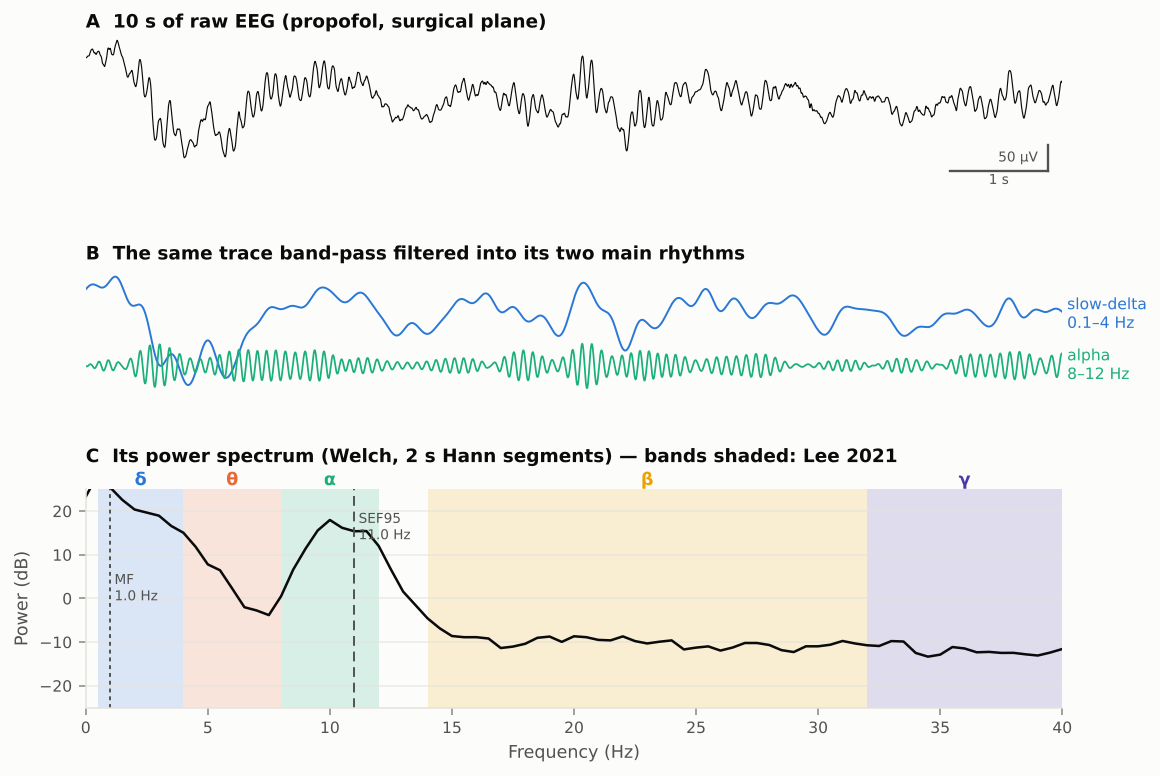 A 10 s of raw EEG (propofol, surgical plane)
50 µV
1 s
B The same trace band-pass filtered into its two main rhythms
slow-delta
0.1–4 Hz
alpha
8–12 Hz
C Its power spectrum (Welch, 2 s Hann segments) — bands shaded: Lee 2021
δ θ α β γ
SEF95
11.0 Hz
MF
1.0 Hz
Power (dB)
20
10
0
−10
−20
0 5 10 15 20 25 30 35 40
Frequency (Hz)